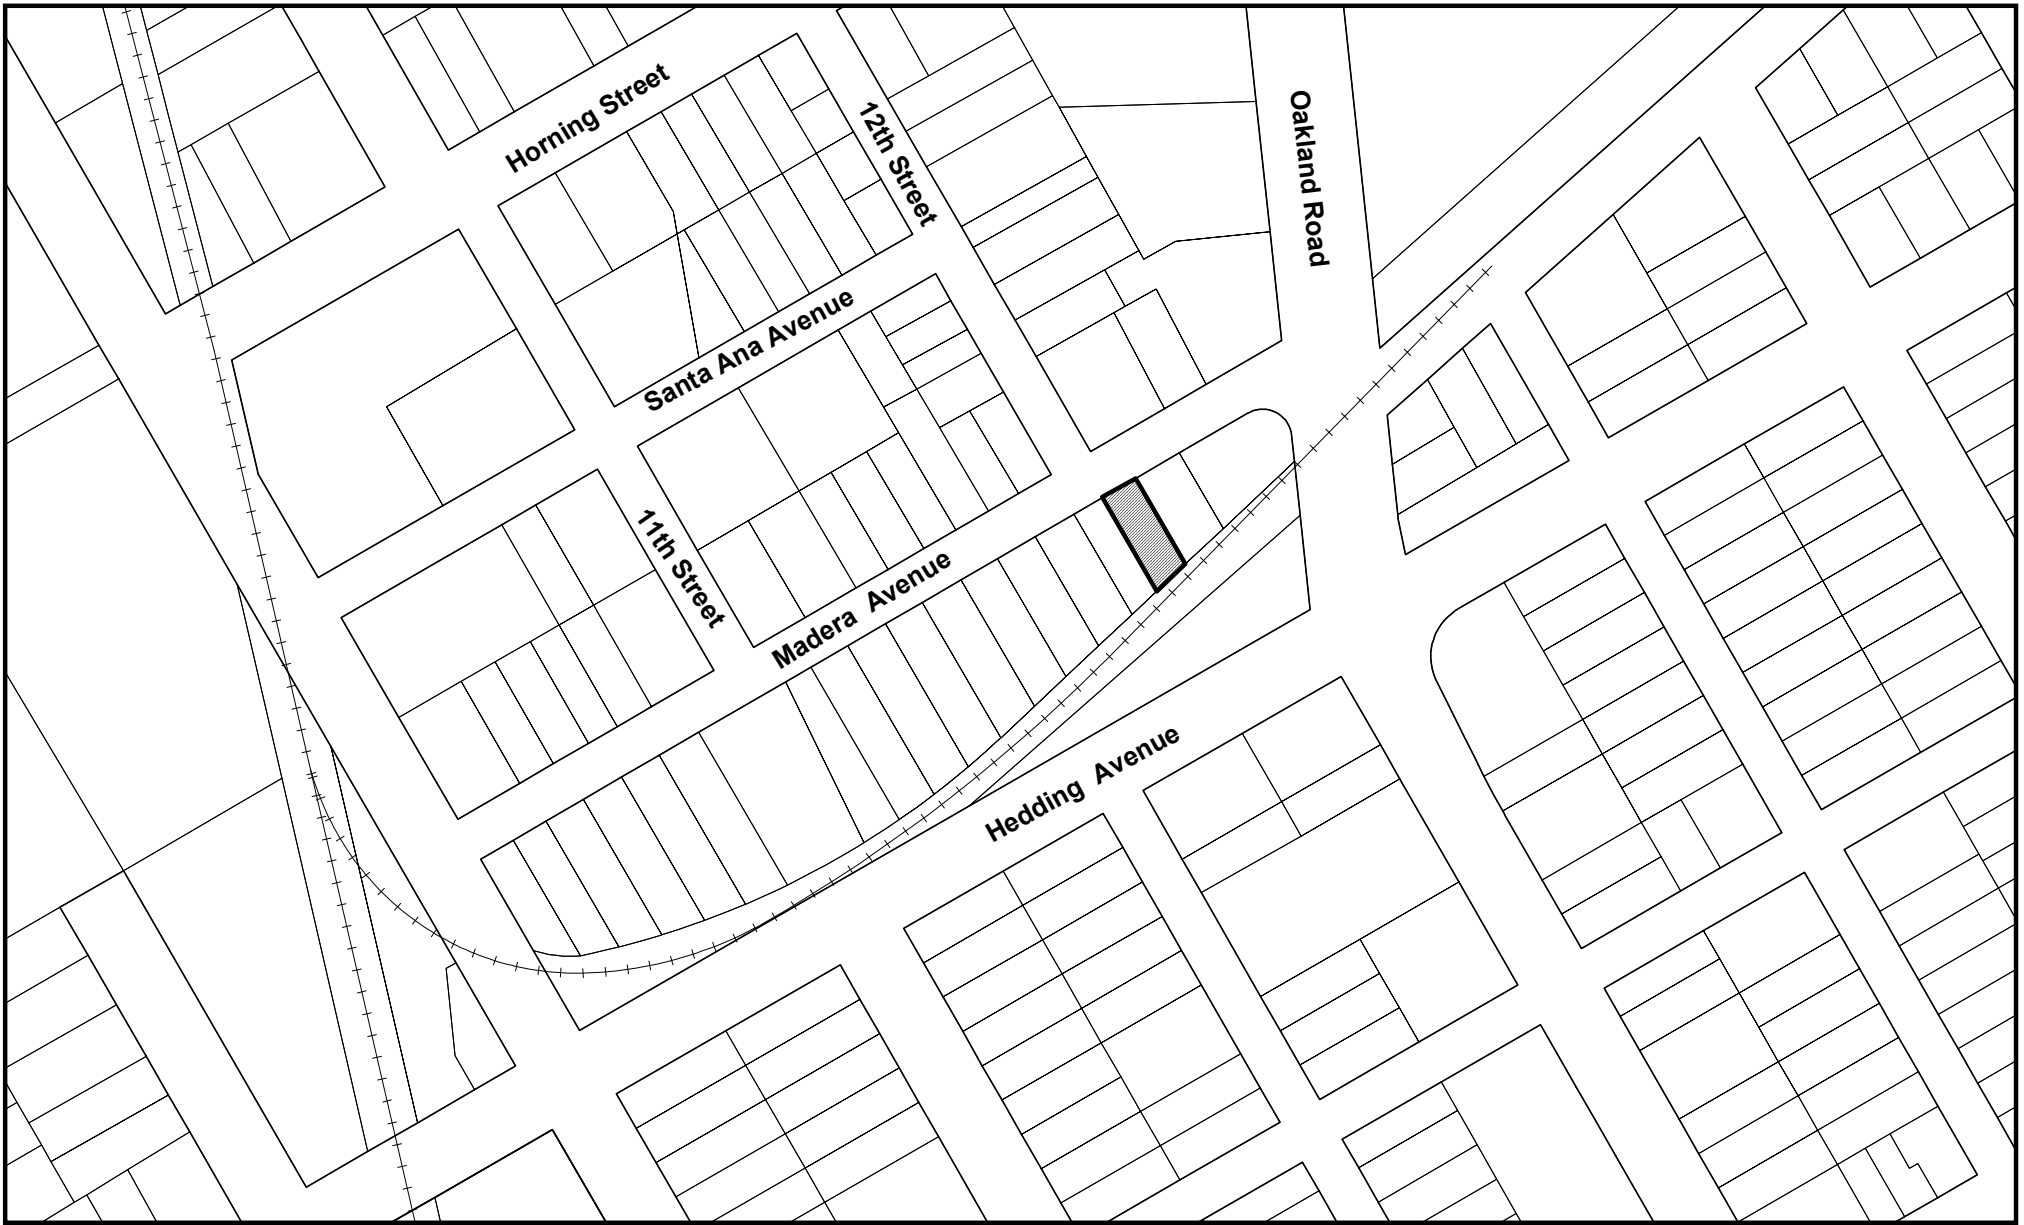 Horning Street
12th Street
Oakland Road
Santa Ana Avenue
11th Street
Madera Avenue
Hedding Avenue